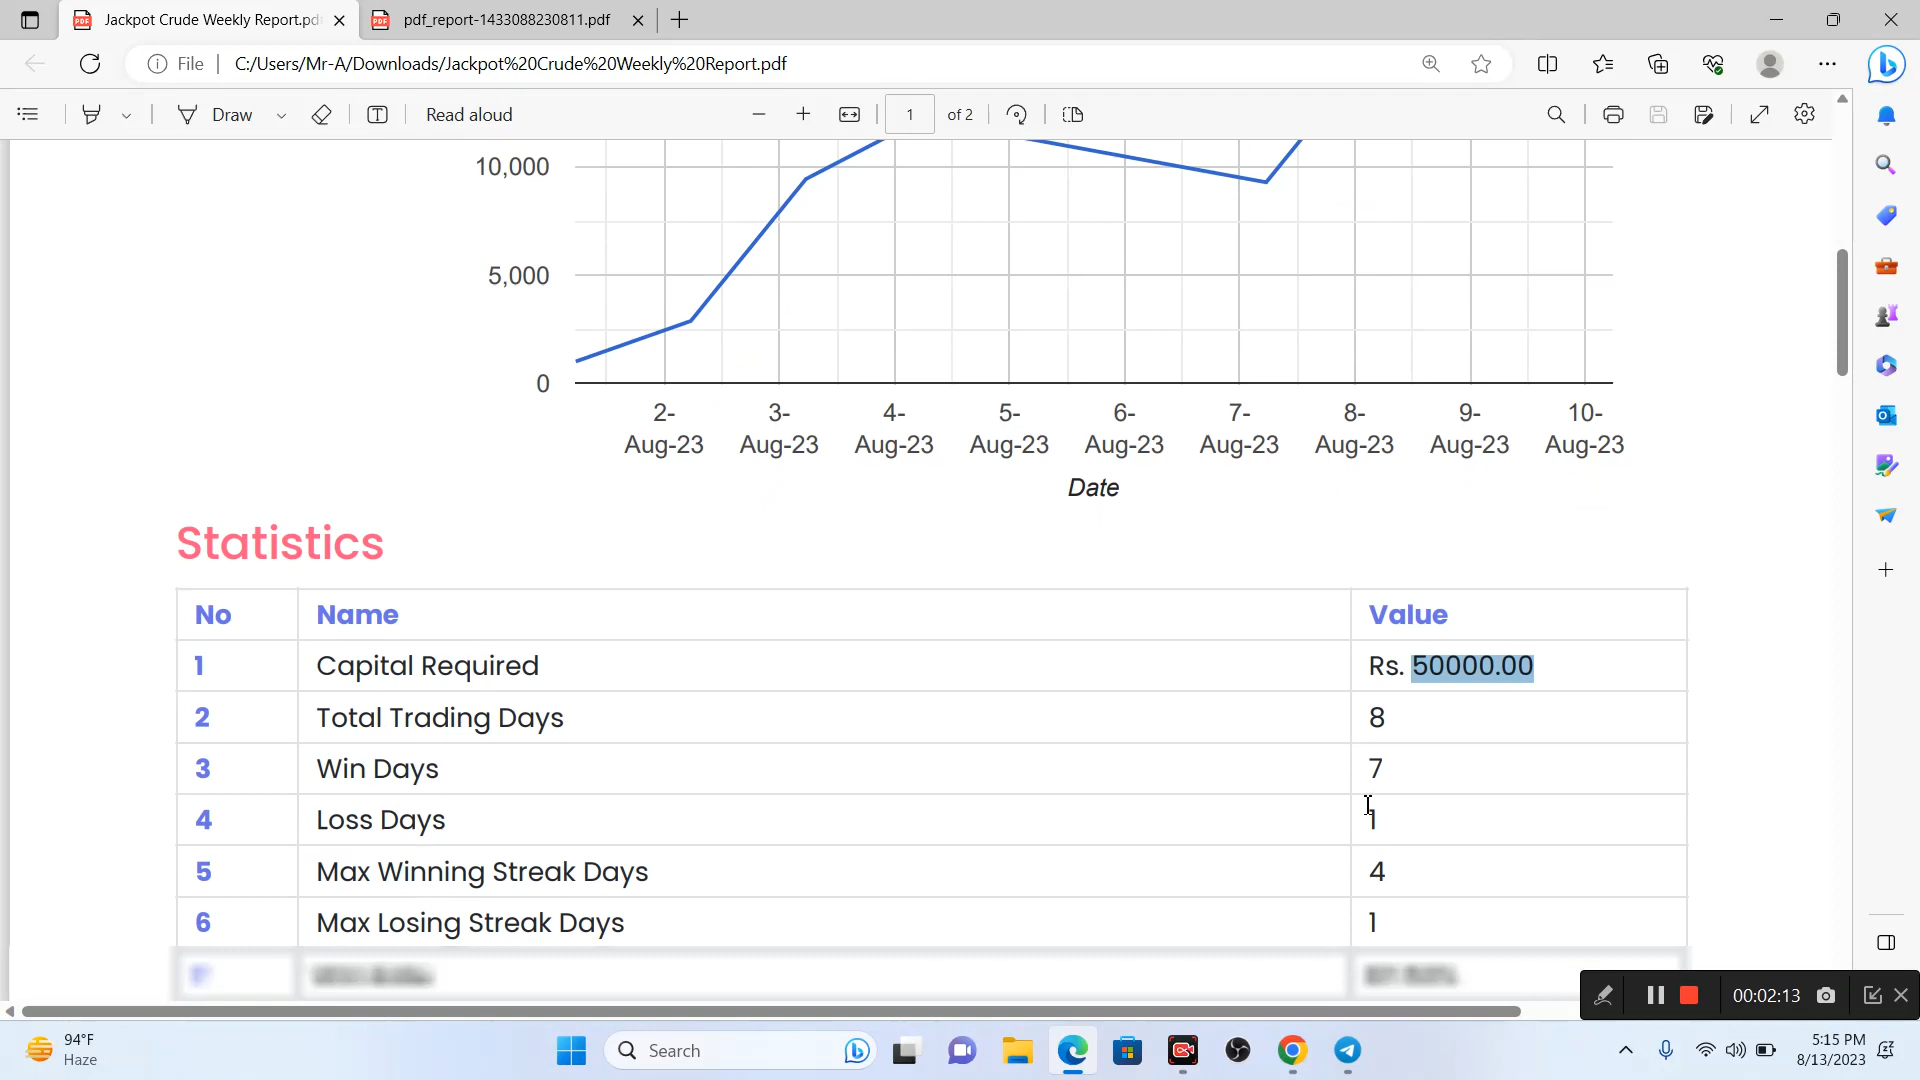 Jackpot Crude Weekly Report.pd
pdf_report-1433088230811.pdf
File
C:/Users/Mr-A/Downloads/Jackpot%20Crude%20Weekly%20Report.pdf
Draw
Read aloud
1
of 2
10,000
5,000
0
2-
Aug-23
3-
Aug-23
4-
Aug-23
5-
Aug-23
6-
Aug-23
7-
Aug-23
8-
Aug-23
9-
Aug-23
10-
Aug-23
Date
Statistics
No Name Value
1 Capital Required Rs. 50000.00
2 Total Trading Days 8
3 Win Days 7
4 Loss Days 1
5 Max Winning Streak Days 4
6 Max Losing Streak Days 1
00:02:13
94°F
Haze
Search
5:15 PM
8/13/2023